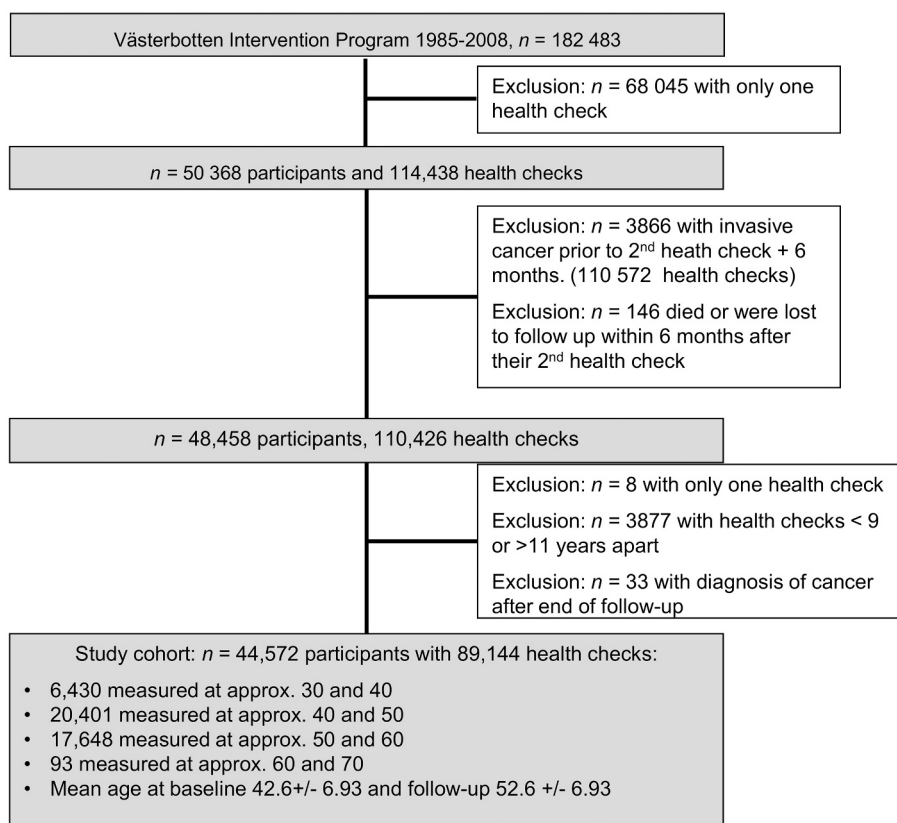 Västerbotten Intervention Program 1985-2008, n = 182 483
Exclusion: n = 68 045 with only one
health check
n = 50 368 participants and 114,438 health checks
Exclusion: n = 3866 with invasive
cancer prior to 2nd heath check + 6
months. (110 572 health checks)
Exclusion: n = 146 died or were lost
to follow up within 6 months after
their 2nd health check
n = 48,458 participants, 110,426 health checks
Exclusion: n = 8 with only one health check
Exclusion: n = 3877 with health checks < 9
or >11 years apart
Exclusion: n = 33 with diagnosis of cancer
after end of follow-up
Study cohort: n = 44,572 participants with 89,144 health checks:
• 6,430 measured at approx. 30 and 40
• 20,401 measured at approx. 40 and 50
• 17,648 measured at approx. 50 and 60
• 93 measured at approx. 60 and 70
• Mean age at baseline 42.6+/- 6.93 and follow-up 52.6 +/- 6.93